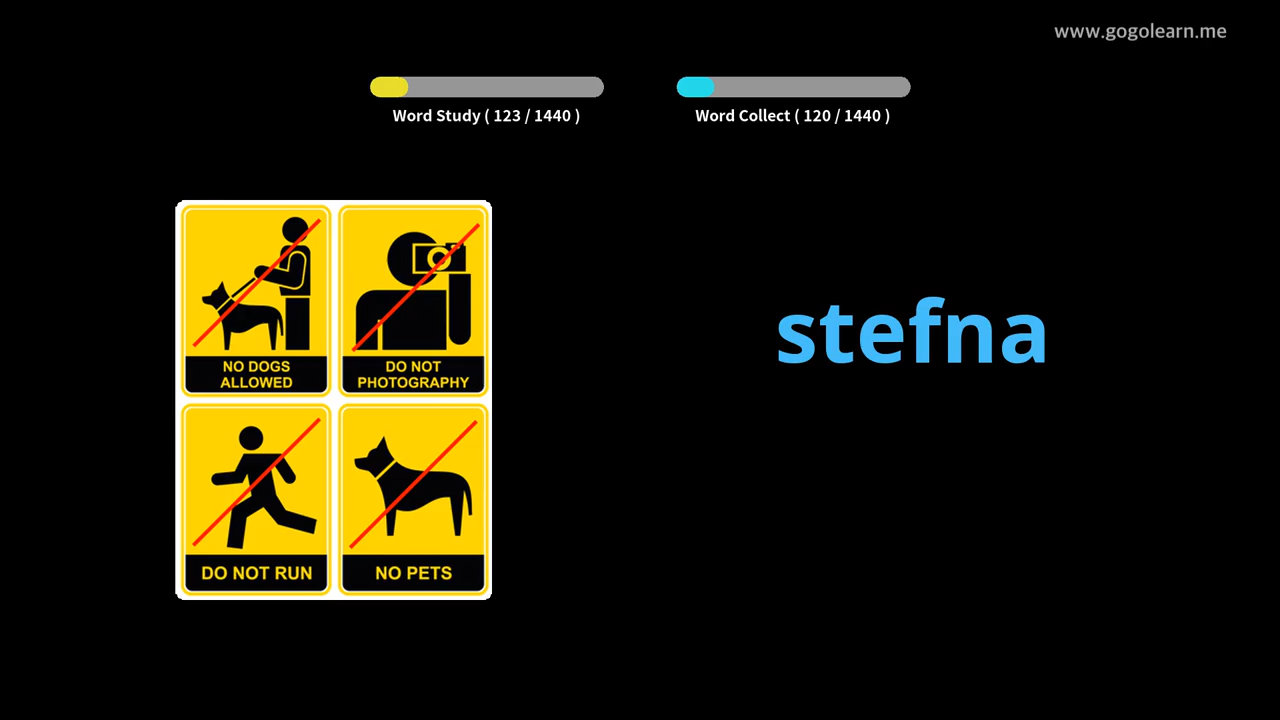 www.gogolearn.me
Word Study ( 123 / 1440 )
Word Collect ( 120 / 1440 )
NO DOGS
ALLOWED
DO NOT
PHOTOGRAPHY
stefna
DO NOT RUN
NO PETS